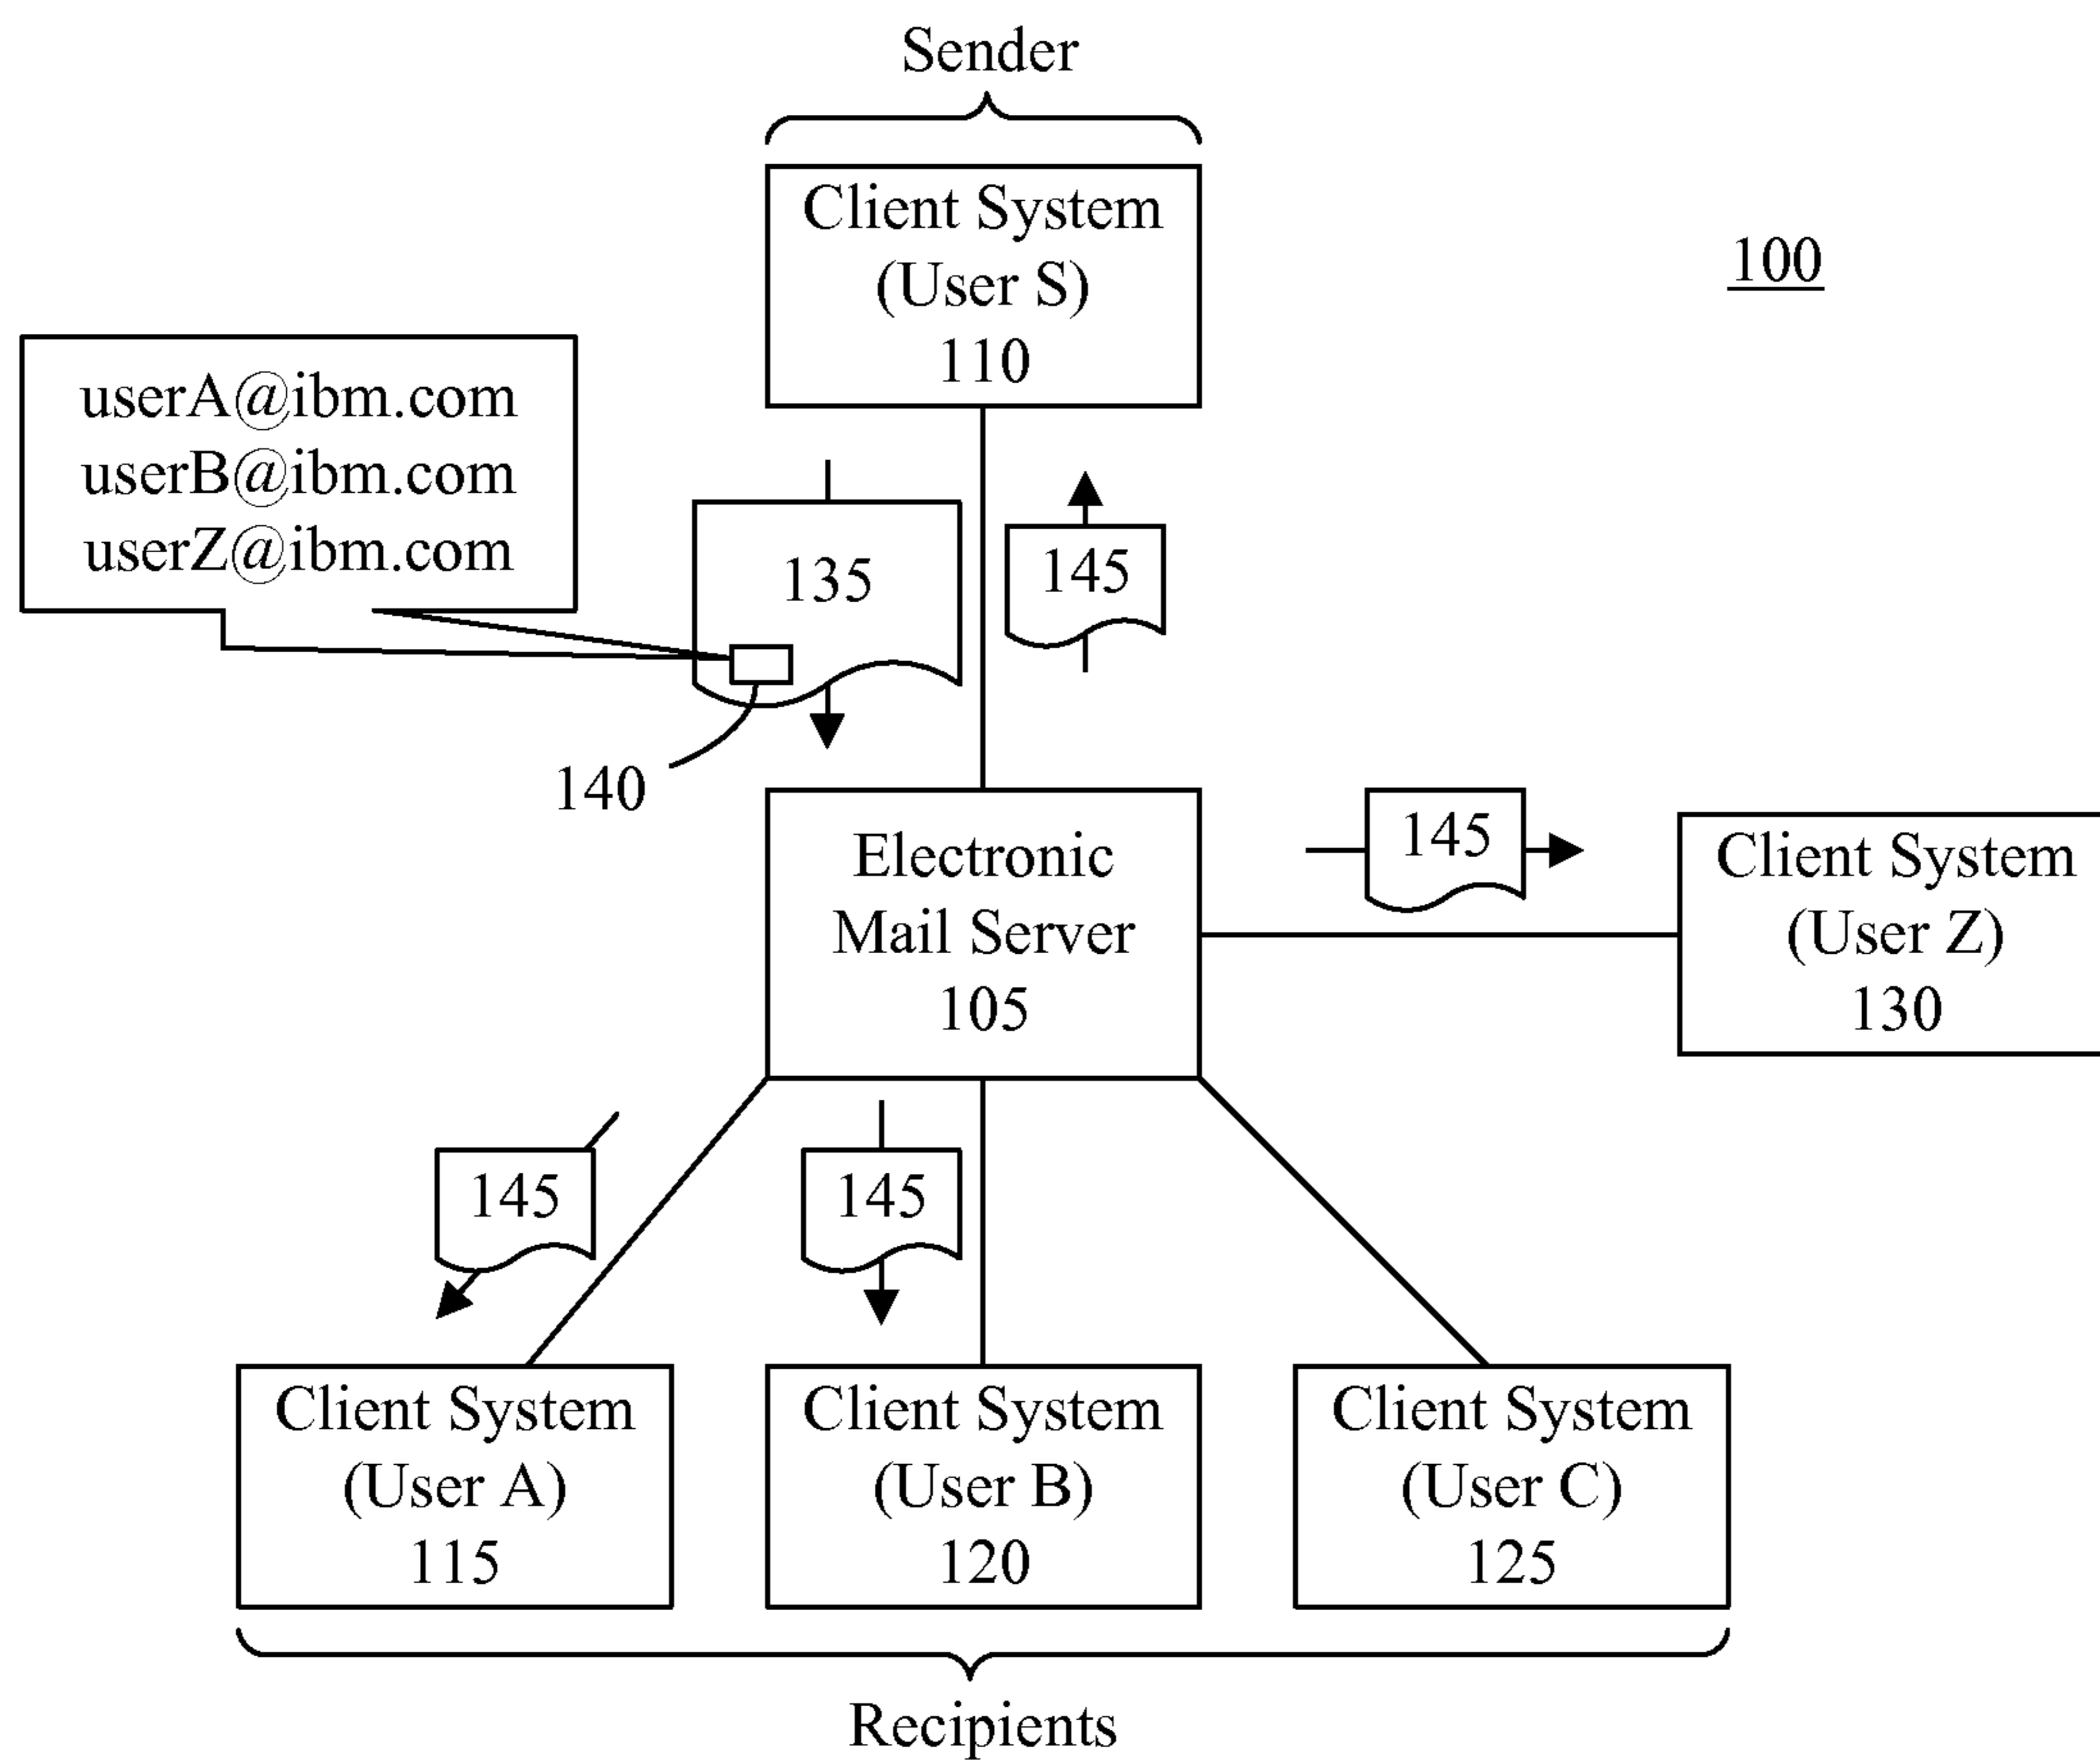 Sender
Client System
(User S)
110
100
userA@ibm.com
userB@ibm.com
userZ@ibm.com
135
145
140
Electronic
Mail Server
105
145
Client System
(User Z)
130
145
145
Client System
(User A)
115
Client System
(User B)
120
Client System
(User C)
125
Recipients